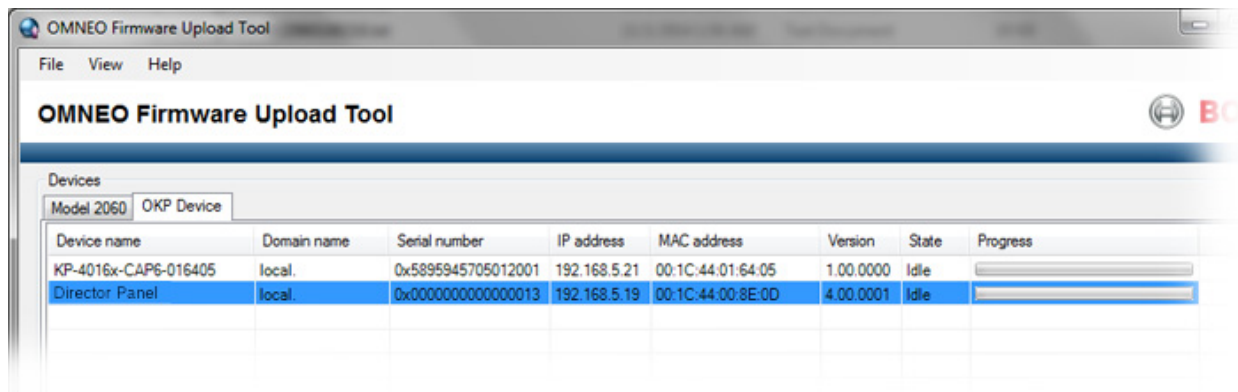 OMNEO Firmware Upload Tool
File View Help
OMNEO Firmware Upload Tool
Devices
Model 2060 OKP Device
Device name Domain name Serial number IP address MAC address Version State Progress
KP-4016x-CAP6-016405 local. 0x5895945705012001 192.168.5.21 00:1C:44:01:64:05 1.00.0000 Idle
Director Panel local. 0x0000000000000013 192.168.5.19 00:1C:44:00:8E:0D 4.00.0001 Idle